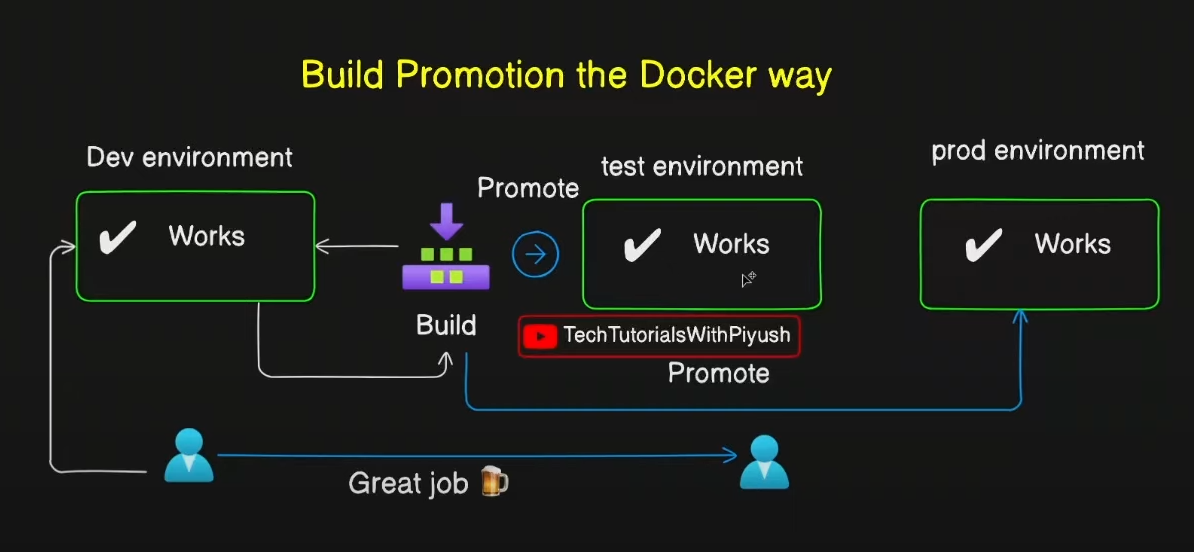 Build Promotion the Docker way
Dev environment
test environment
prod environment
Promote
Works
Works
Works
Build
TechTutorialsWithPiyush
Promote
Great job